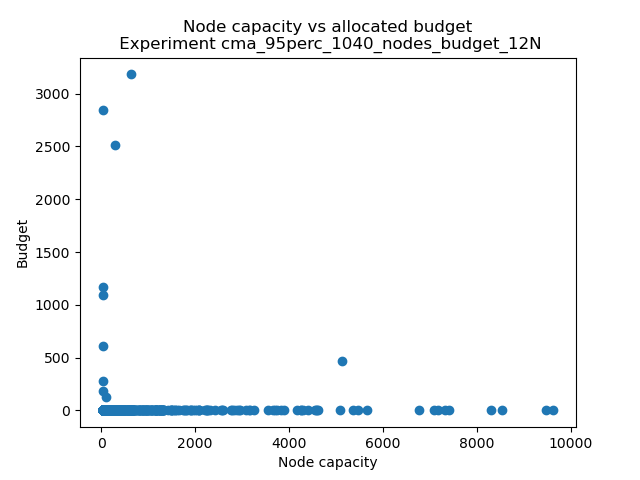 Node capacity vs allocated budget
Experiment cma_95perc_1040_nodes_budget_12N
3000
2500
2000
1500
1000
500
0
Budget
0 2000 4000 6000 8000 10000
Node capacity